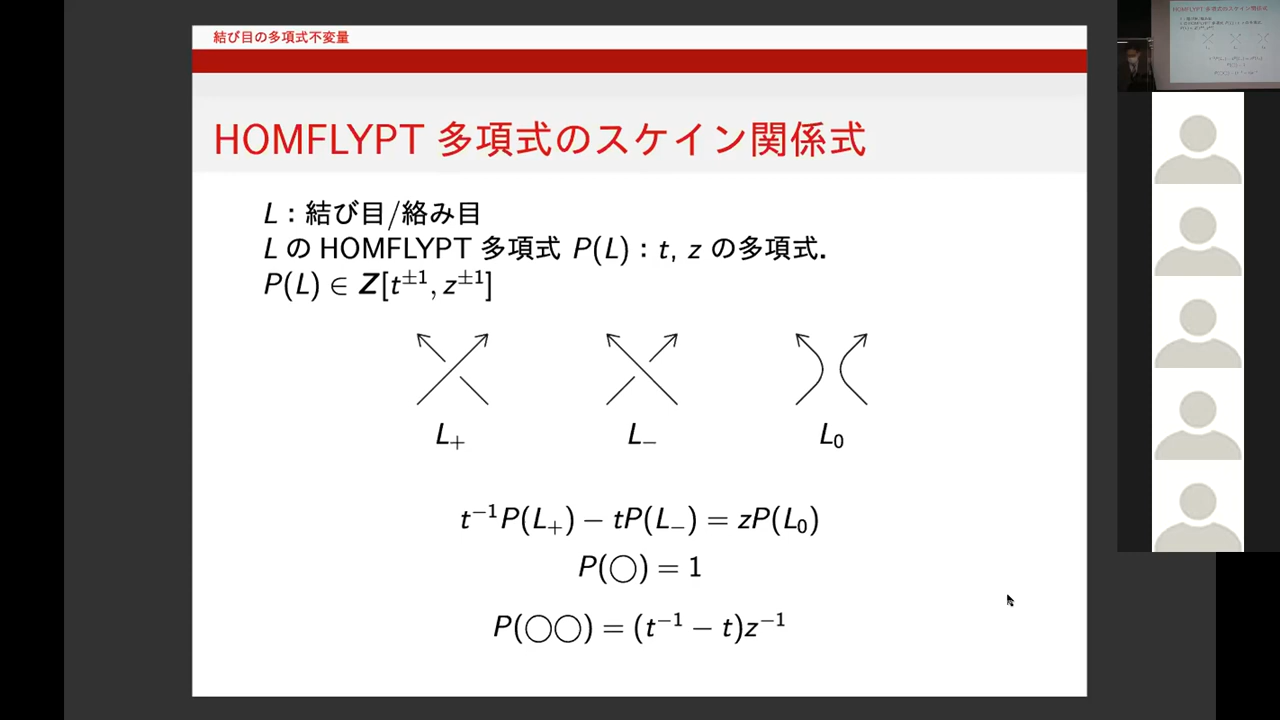 結び目の多項式不変量
HOMFLYPT 多項式のスケイン関係式
L : 結び目/絡み目
L の HOMFLYPT 多項式 P(L) : t, z の多項式.
P(L) ∈ Z[t±1, z±1]
L₊ L₋ L₀
t⁻¹P(L₊) − tP(L₋) = zP(L₀)
P(◯) = 1
P(◯◯) = (t⁻¹ − t)z⁻¹